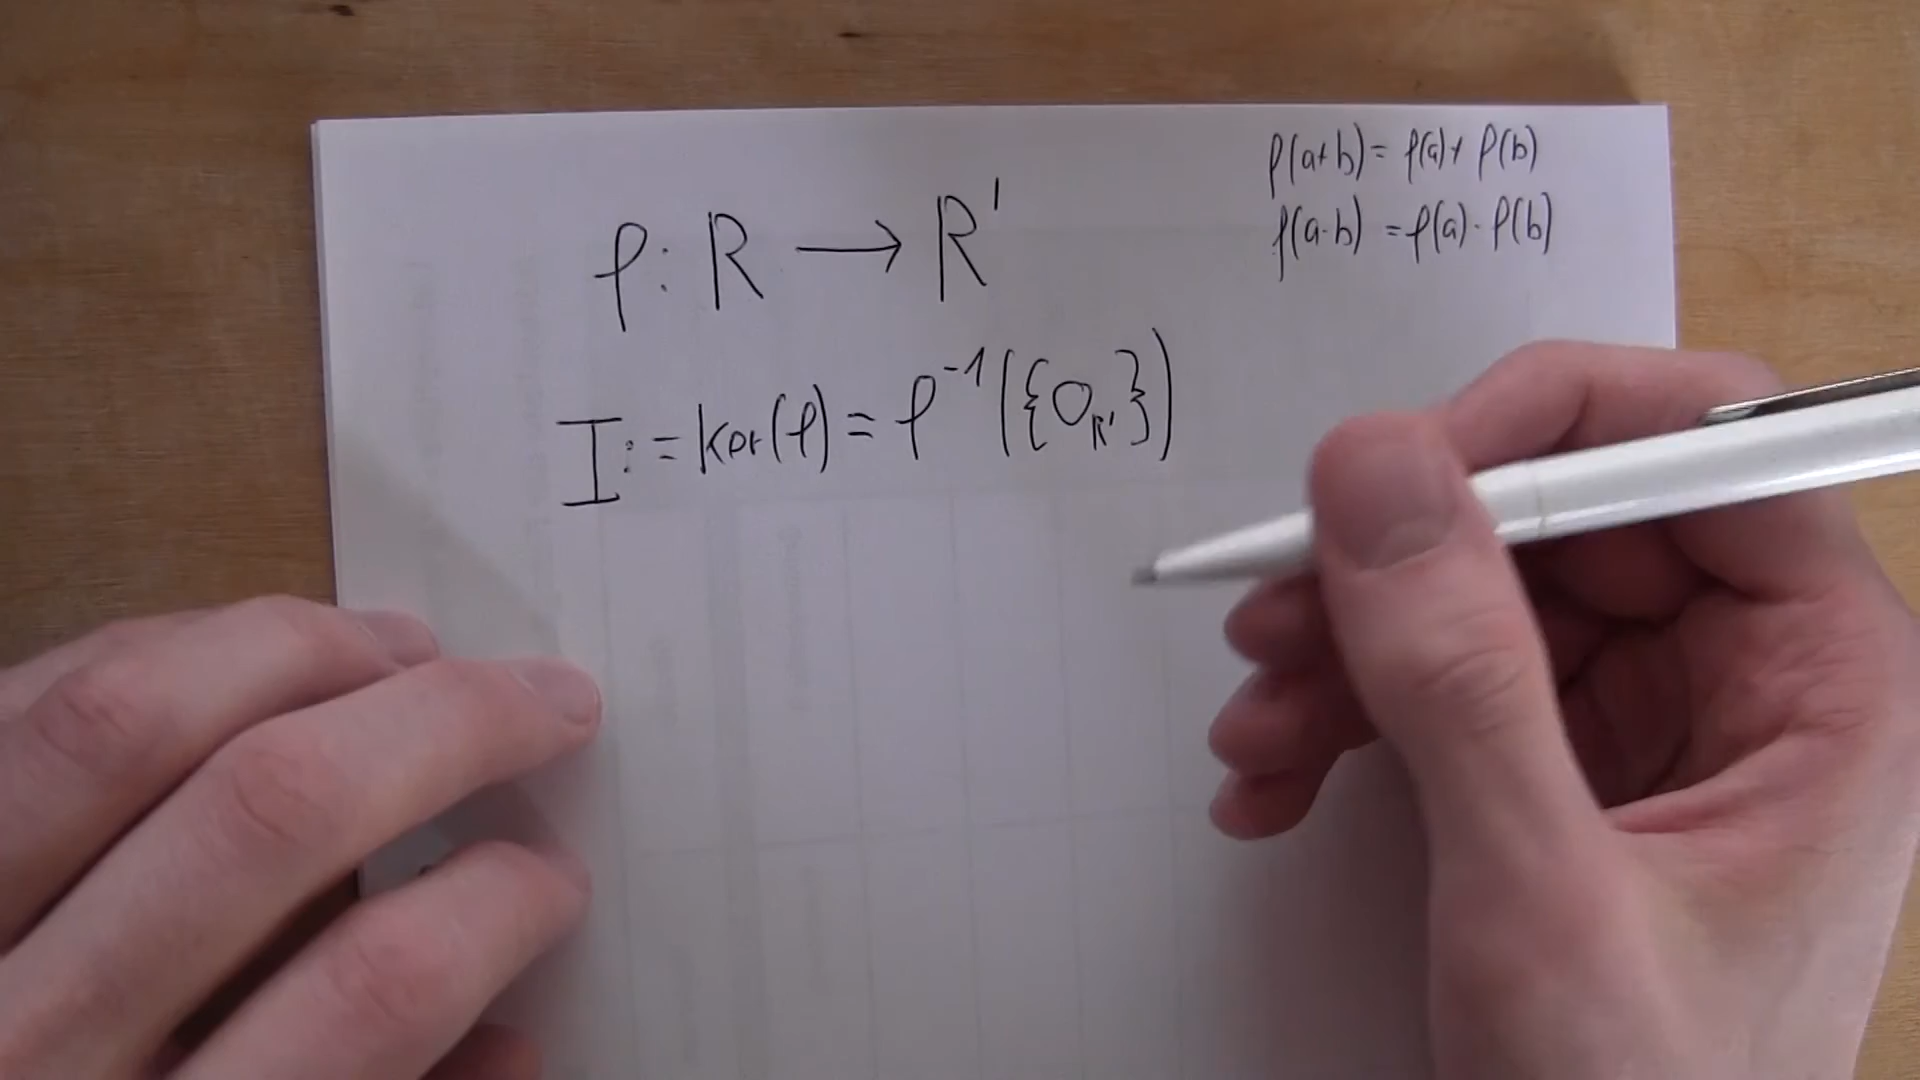 ρ(a+b) = ρ(a) + ρ(b)
ρ(a·b) = ρ(a) · ρ(b)
ρ: R ⟶ R'
I := ker(ρ) = ρ⁻¹({0_R'})